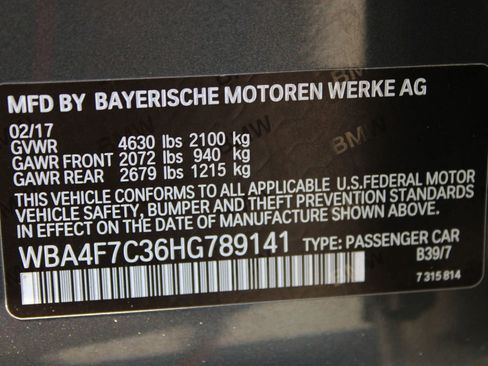 MFD BY BAYERISCHE MOTOREN WERKE AG
02/17
GVWR 4630 lbs 2100 kg
GAWR FRONT 2072 lbs 940 kg
GAWR REAR 2679 lbs 1215 kg
THIS VEHICLE CONFORMS TO ALL APPLICABLE U.S.FEDERAL MOTOR
VEHICLE SAFETY, BUMPER AND THEFT PREVENTION STANDARDS
IN EFFECT ON THE DATE OF MANUFACTURE SHOWN ABOVE.
WBA4F7C36HG789141 TYPE: PASSENGER CAR
B39/7
7 315 814
BMW
BMW
BMW